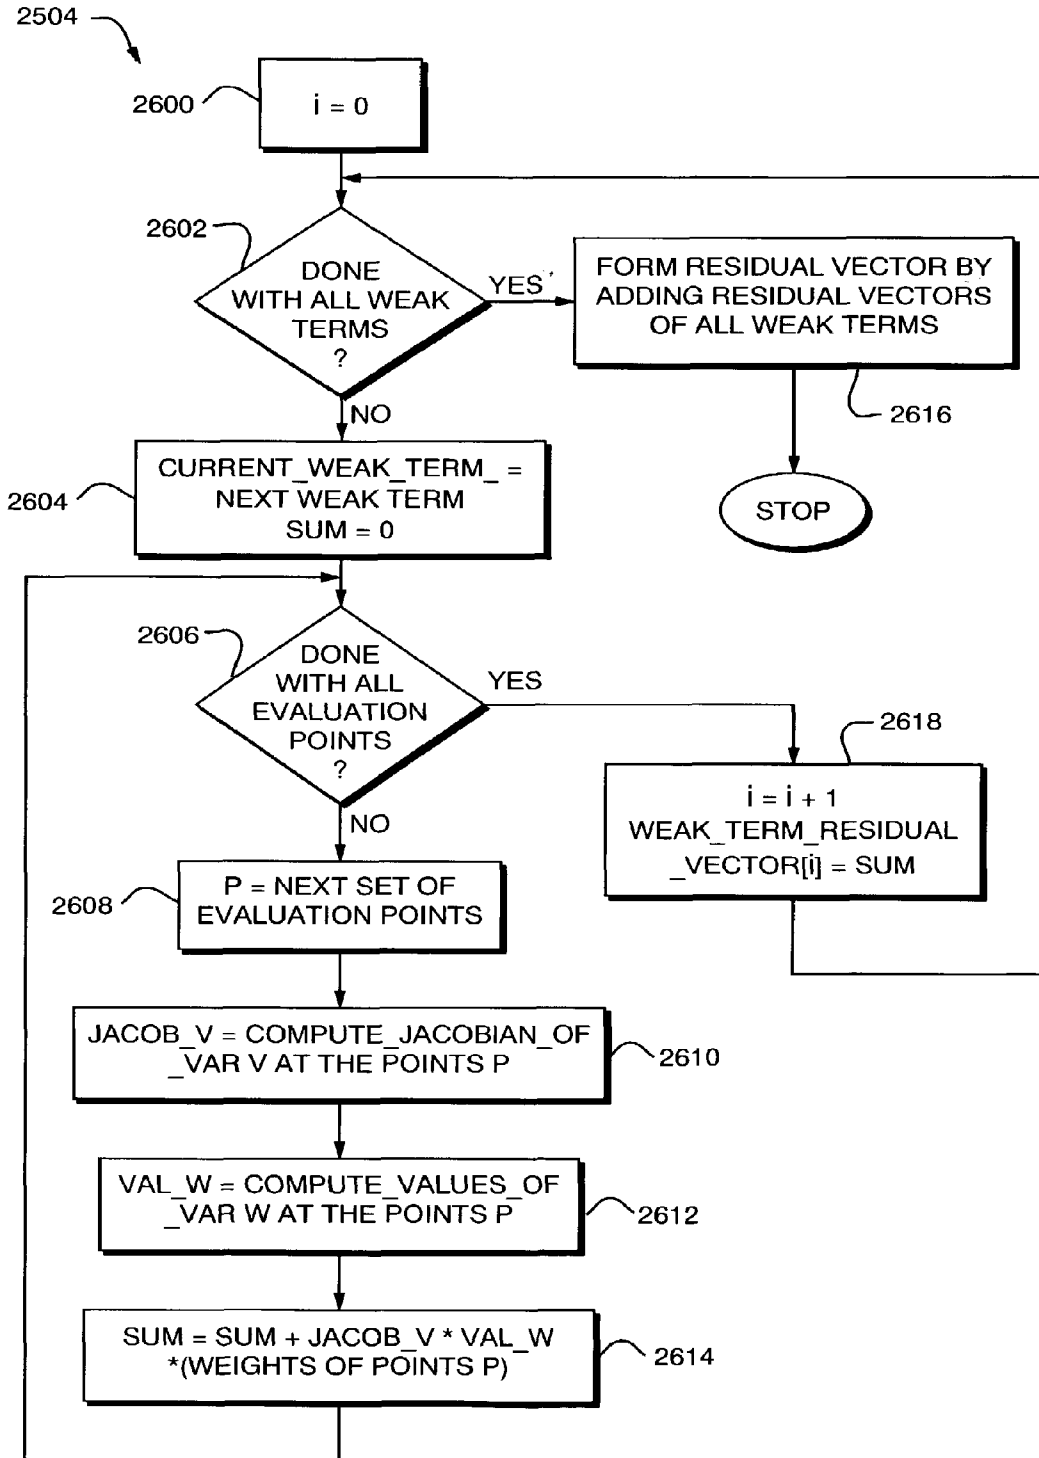 2504
2600
i = 0
2602
DONE
WITH ALL WEAK
TERMS
?
YES
FORM RESIDUAL VECTOR BY
ADDING RESIDUAL VECTORS
OF ALL WEAK TERMS
2616
STOP
NO
2604
CURRENT_WEAK_TERM_ =
NEXT WEAK TERM
SUM = 0
2606
DONE
WITH ALL
EVALUATION
POINTS
?
YES
2618
i = i + 1
WEAK_TERM_RESIDUAL
_VECTOR[i] = SUM
NO
2608
P = NEXT SET OF
EVALUATION POINTS
JACOB_V = COMPUTE_JACOBIAN_OF
_VAR V AT THE POINTS P
2610
VAL_W = COMPUTE_VALUES_OF
_VAR W AT THE POINTS P
2612
SUM = SUM + JACOB_V * VAL_W
*(WEIGHTS OF POINTS P)
2614